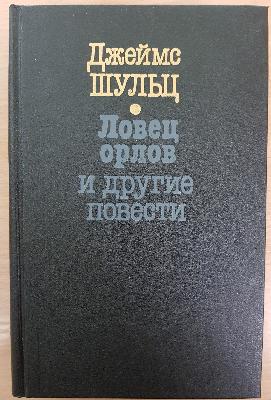 Джеймс
ШУЛЬЦ
Ловец
орлов
и другие
повести